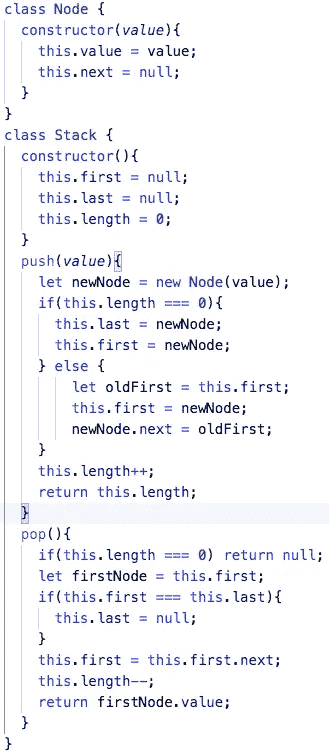 class Node {
  constructor(value){
    this.value = value;
    this.next = null;
  }
}
class Stack {
  constructor(){
    this.first = null;
    this.last = null;
    this.length = 0;
  }
  push(value){
    let newNode = new Node(value);
    if(this.length === 0){
      this.last = newNode;
      this.first = newNode;
    } else {
        let oldFirst = this.first;
        this.first = newNode;
        newNode.next = oldFirst;
    }
    this.length++;
    return this.length;
  }
  pop(){
    if(this.length === 0) return null;
    let firstNode = this.first;
    if(this.first === this.last){
      this.last = null;
    }
    this.first = this.first.next;
    this.length--;
    return firstNode.value;
  }
}